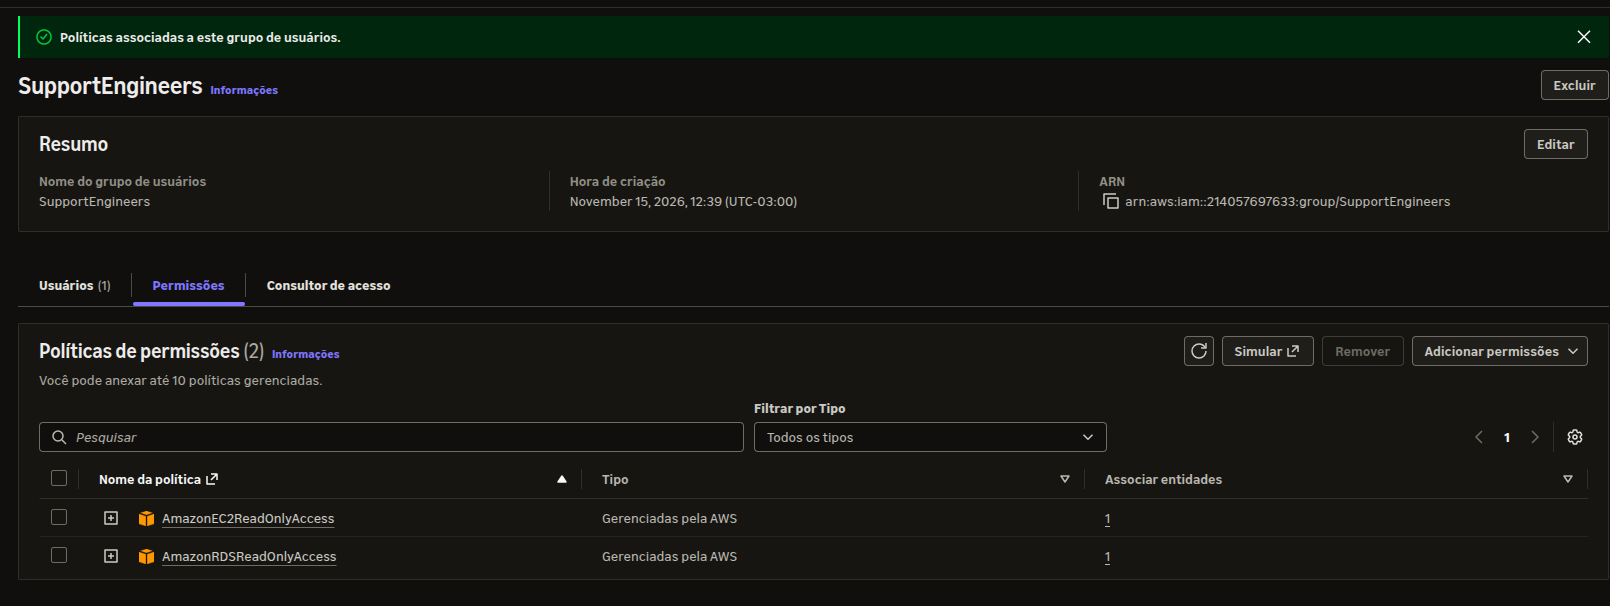 Políticas associadas a este grupo de usuários.
SupportEngineers Informações
Excluir
Resumo
Editar
Nome do grupo de usuários
SupportEngineers
Hora de criação
November 15, 2026, 12:39 (UTC-03:00)
ARN
arn:aws:iam::214057697633:group/SupportEngineers
Usuários (1)
Permissões
Consultor de acesso
Políticas de permissões (2) Informações
Você pode anexar até 10 políticas gerenciadas.
Simular
Remover
Adicionar permissões
Filtrar por Tipo
Pesquisar
Todos os tipos
1
Nome da política
Tipo
Associar entidades
AmazonEC2ReadOnlyAccess Gerenciadas pela AWS 1
AmazonRDSReadOnlyAccess Gerenciadas pela AWS 1